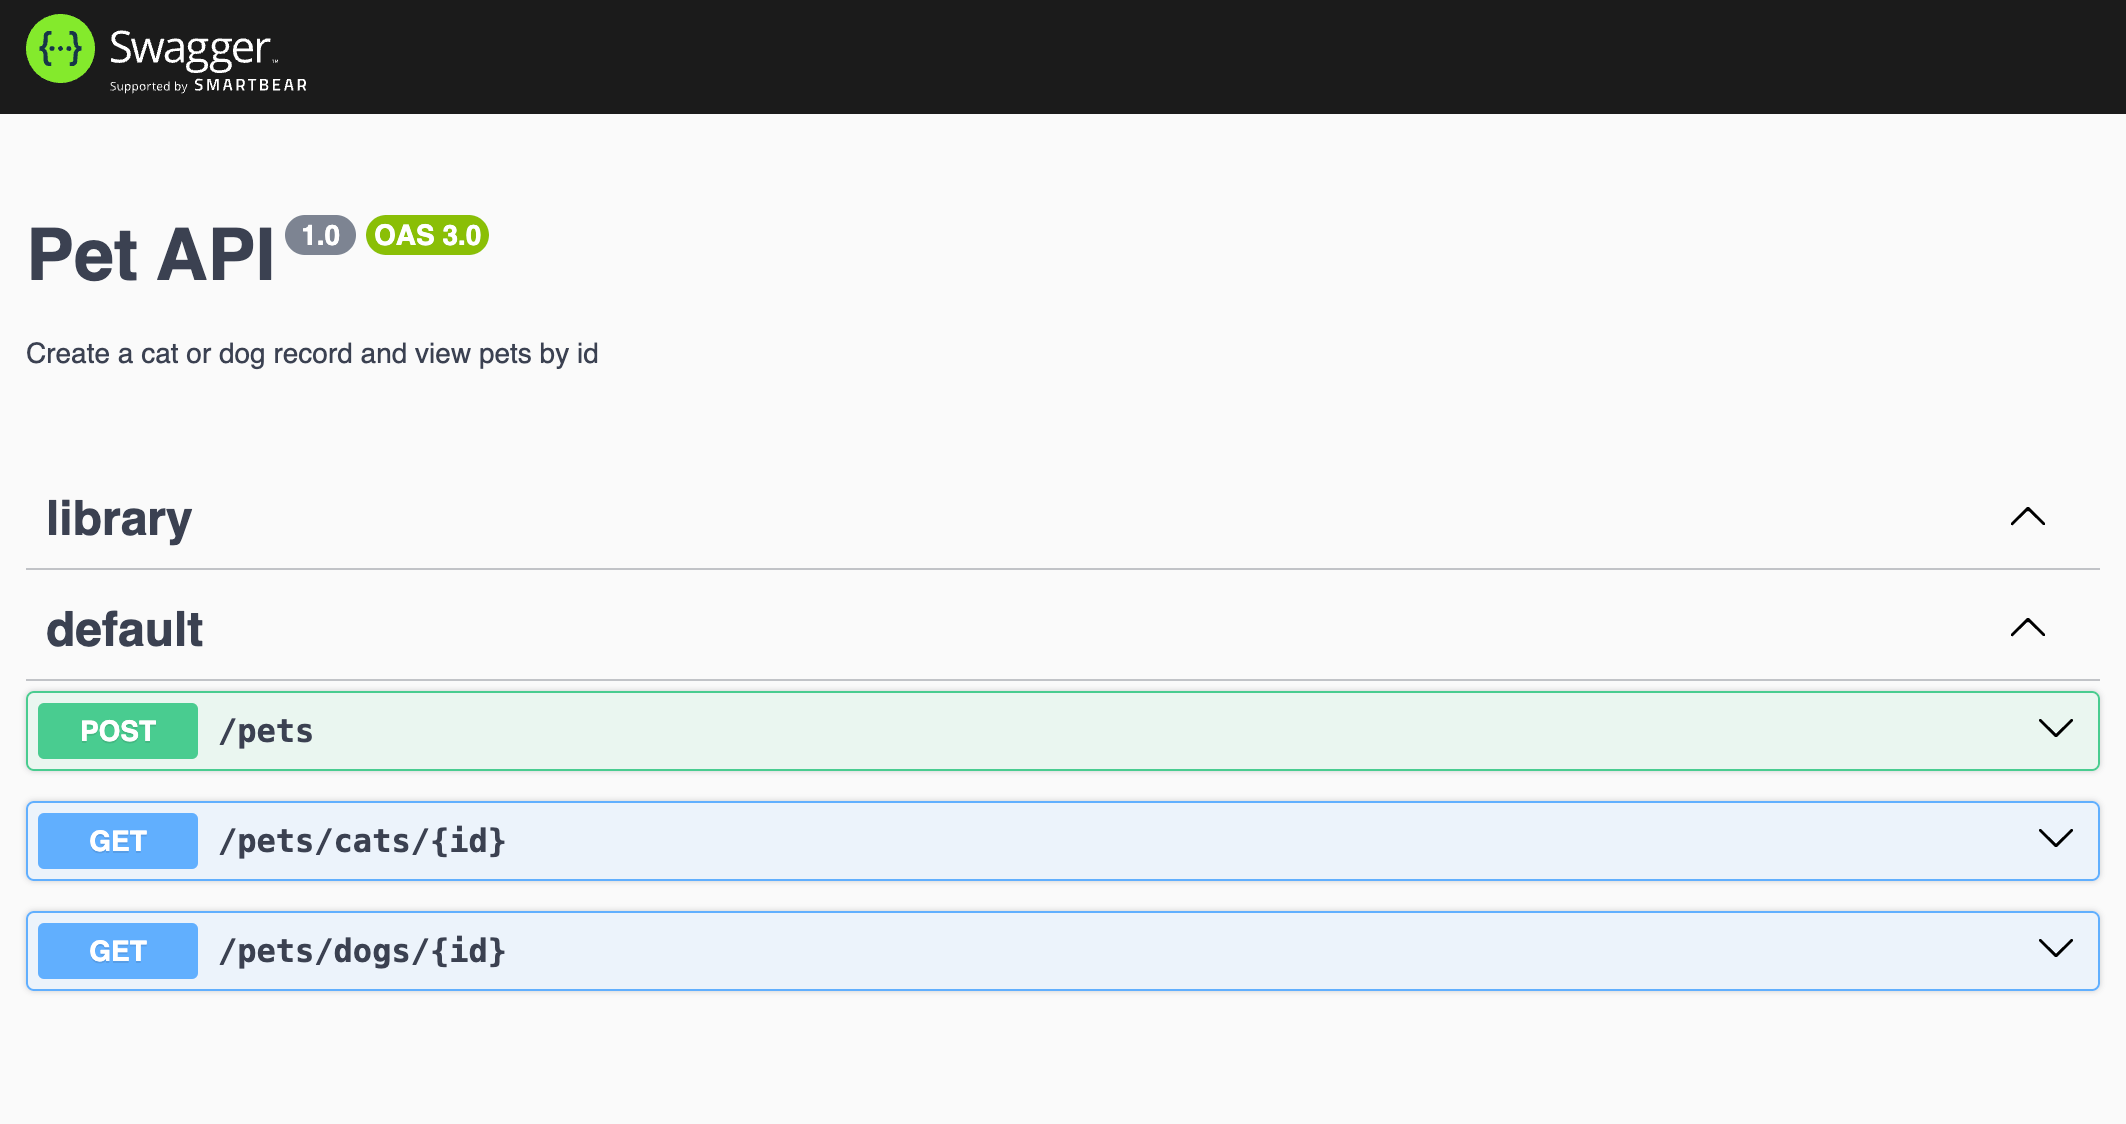 Swagger™
Supported by SMARTBEAR
Pet API 1.0 OAS 3.0
Create a cat or dog record and view pets by id
library
default
POST /pets
GET /pets/cats/{id}
GET /pets/dogs/{id}